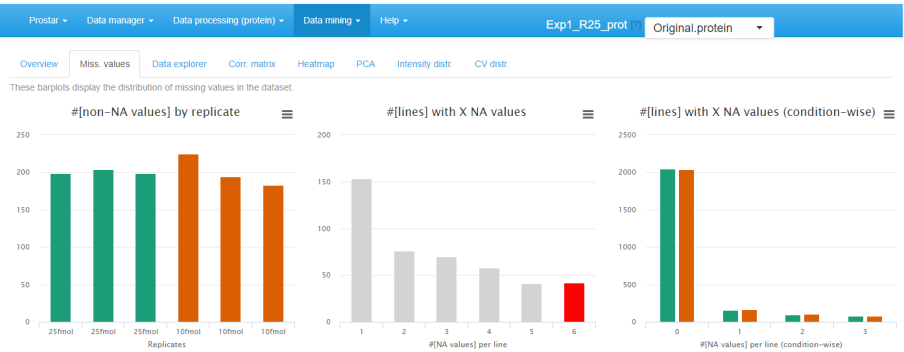 Prostar Data manager Data processing (protein) Data mining Help Exp1_R25_prot [?] Original.protein
Overview Miss. values Data explorer Corr. matrix Heatmap PCA Intensity distr. CV distr.
These barplots display the distribution of missing values in the dataset.
#[non-NA values] by replicate
250
200
150
100
50
0
25fmol 25fmol 25fmol 10fmol 10fmol 10fmol
Replicates
#[lines] with X NA values
200
150
100
50
0
1 2 3 4 5 6
#[NA values] per line
#[lines] with X NA values (condition-wise)
2500
2000
1500
1000
500
0
0 1 2 3
#[NA values] per line (condition-wise)